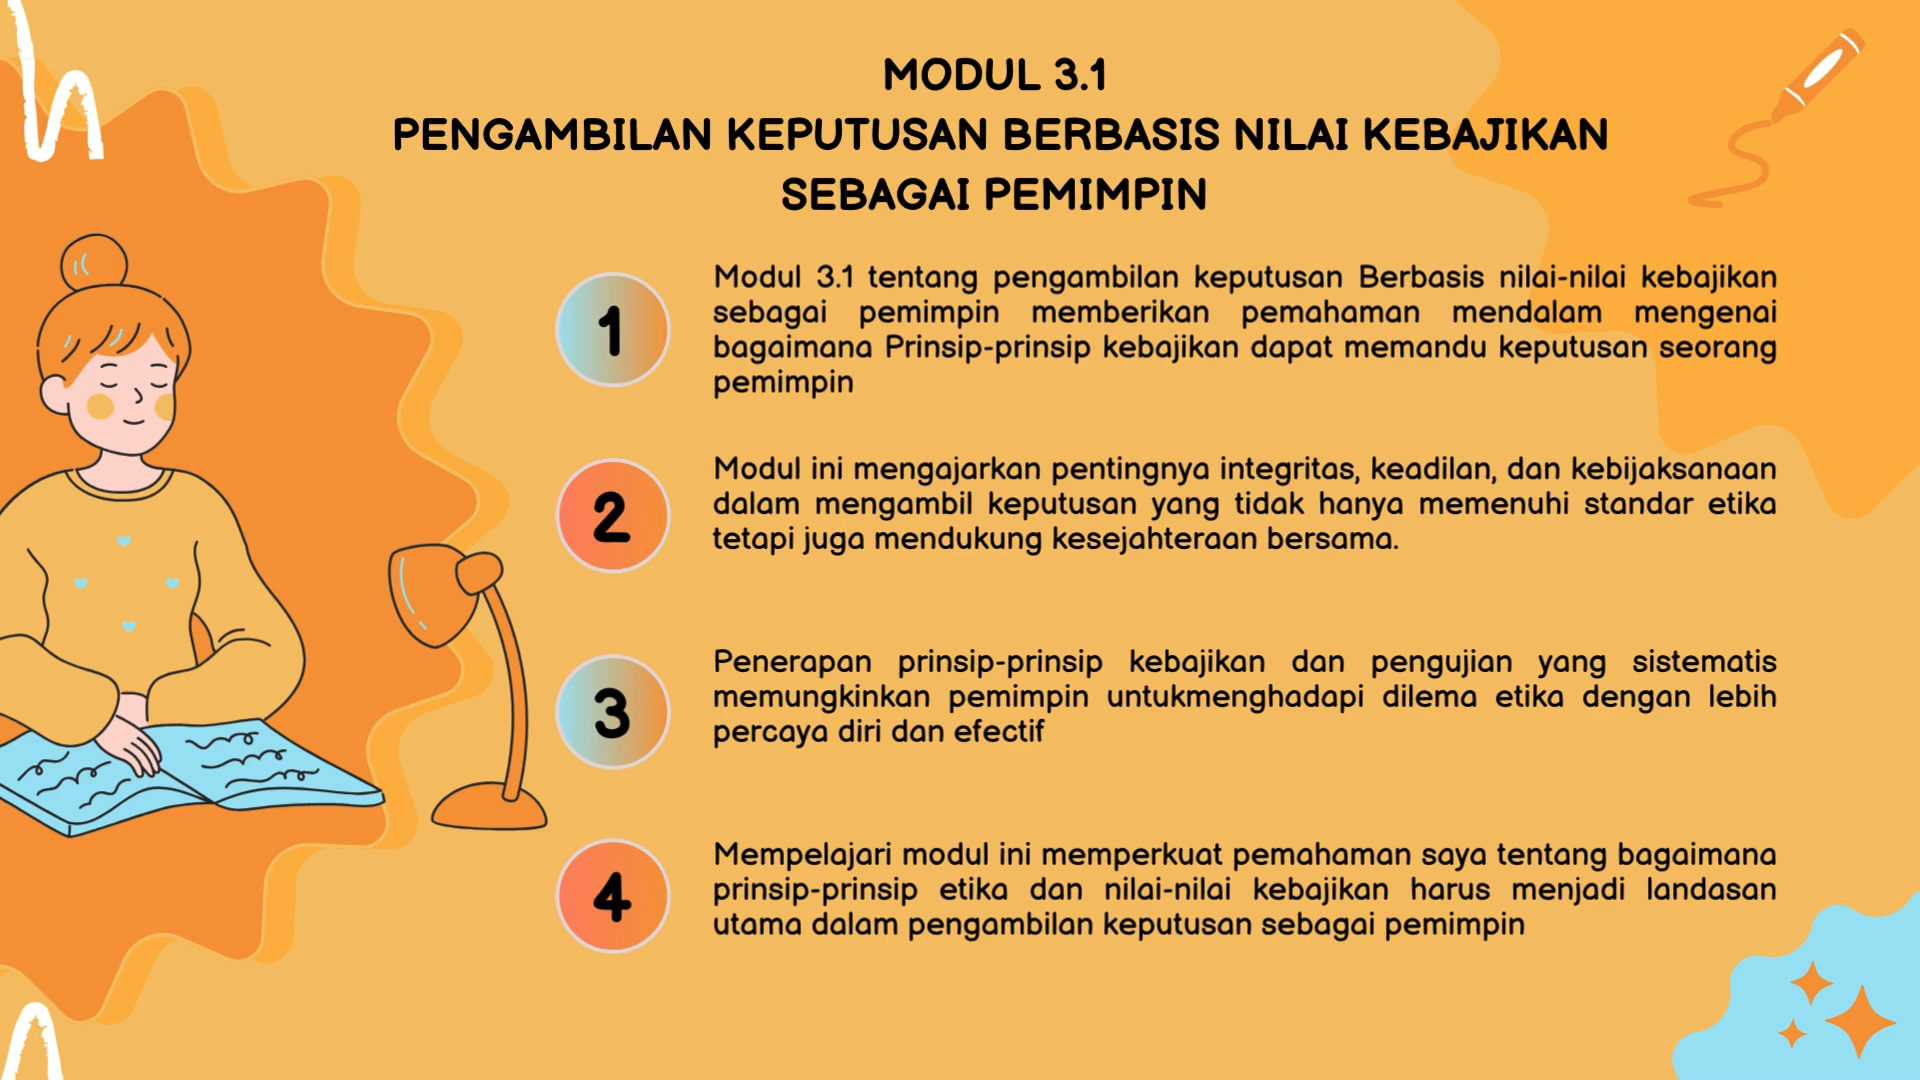 MODUL 3.1
PENGAMBILAN KEPUTUSAN BERBASIS NILAI KEBAJIKAN
SEBAGAI PEMIMPIN
1
Modul 3.1 tentang pengambilan keputusan Berbasis nilai-nilai kebajikan
sebagai pemimpin memberikan pemahaman mendalam mengenai
bagaimana Prinsip-prinsip kebajikan dapat memandu keputusan seorang
pemimpin
2
Modul ini mengajarkan pentingnya integritas, keadilan, dan kebijaksanaan
dalam mengambil keputusan yang tidak hanya memenuhi standar etika
tetapi juga mendukung kesejahteraan bersama.
3
Penerapan prinsip-prinsip kebajikan dan pengujian yang sistematis
memungkinkan pemimpin untukmenghadapi dilema etika dengan lebih
percaya diri dan efectif
4
Mempelajari modul ini memperkuat pemahaman saya tentang bagaimana
prinsip-prinsip etika dan nilai-nilai kebajikan harus menjadi landasan
utama dalam pengambilan keputusan sebagai pemimpin